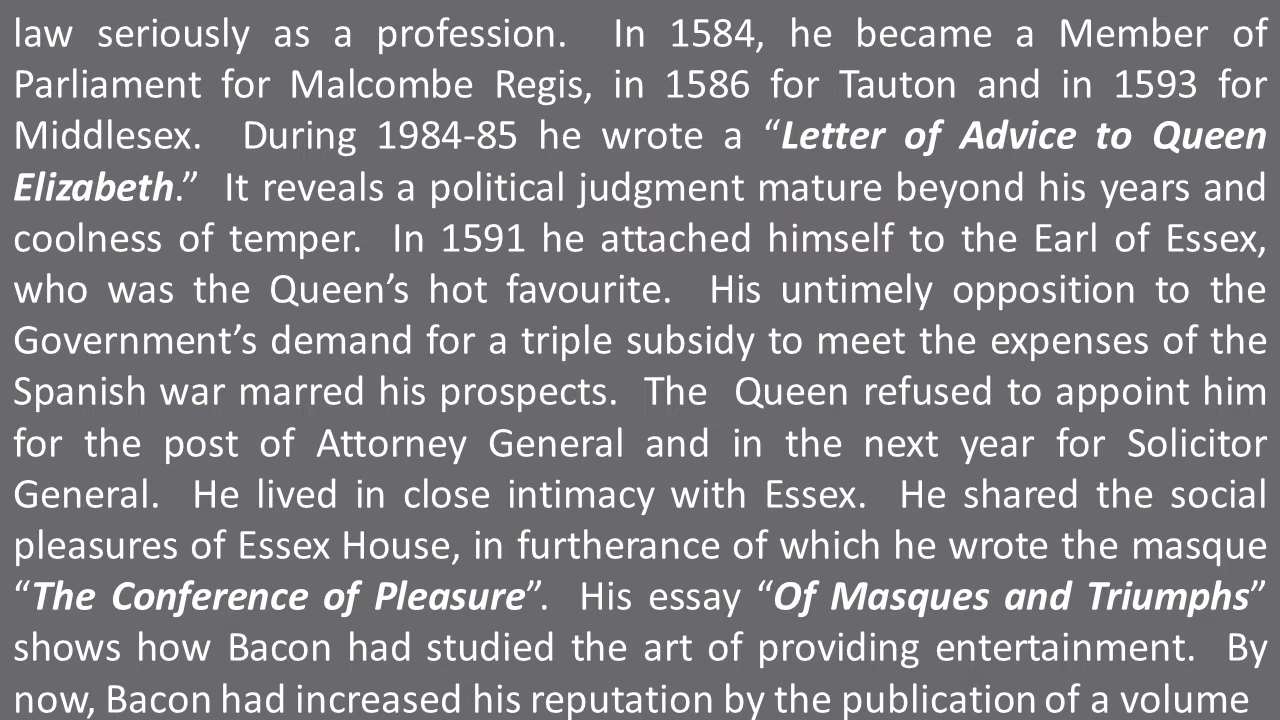 law seriously as a profession. In 1584, he became a Member of
Parliament for Malcombe Regis, in 1586 for Tauton and in 1593 for
Middlesex. During 1984-85 he wrote a “Letter of Advice to Queen
Elizabeth.” It reveals a political judgment mature beyond his years and
coolness of temper. In 1591 he attached himself to the Earl of Essex,
who was the Queen’s hot favourite. His untimely opposition to the
Government’s demand for a triple subsidy to meet the expenses of the
Spanish war marred his prospects. The Queen refused to appoint him
for the post of Attorney General and in the next year for Solicitor
General. He lived in close intimacy with Essex. He shared the social
pleasures of Essex House, in furtherance of which he wrote the masque
“The Conference of Pleasure”. His essay “Of Masques and Triumphs”
shows how Bacon had studied the art of providing entertainment. By
now, Bacon had increased his reputation by the publication of a volume